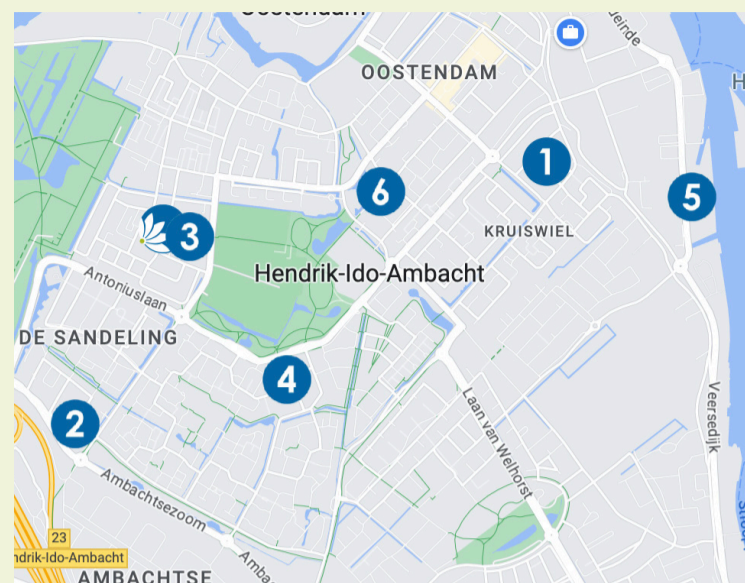 Oostendam
OOSTENDAM
1
6
5
KRUISWIEL
3
Hendrik-Ido-Ambacht
Antoniuslaan
DE SANDELING
4
2
Laan van Welhorst
Veersedijk
Ambachtsezoom
23
ndrik-Ido-Ambacht
AMBACHTSE